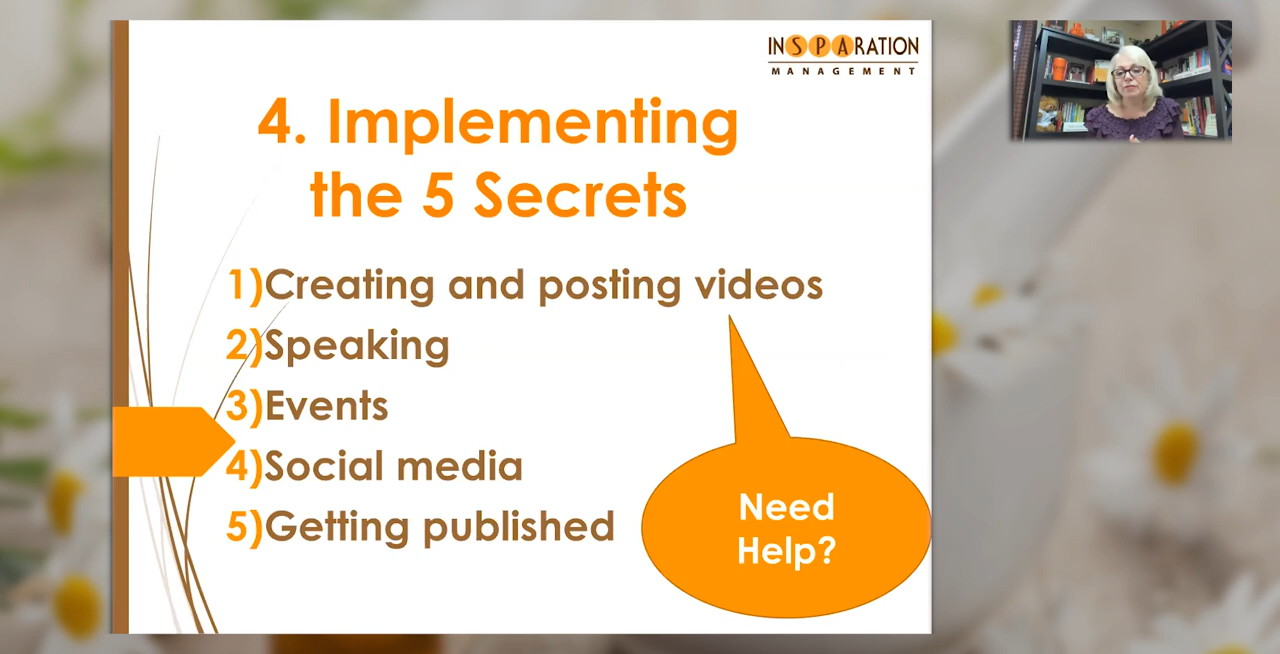 INSPARATION
MANAGEMENT
4. Implementing
the 5 Secrets
1)Creating and posting videos
2)Speaking
3)Events
4)Social media
5)Getting published
Need
Help?